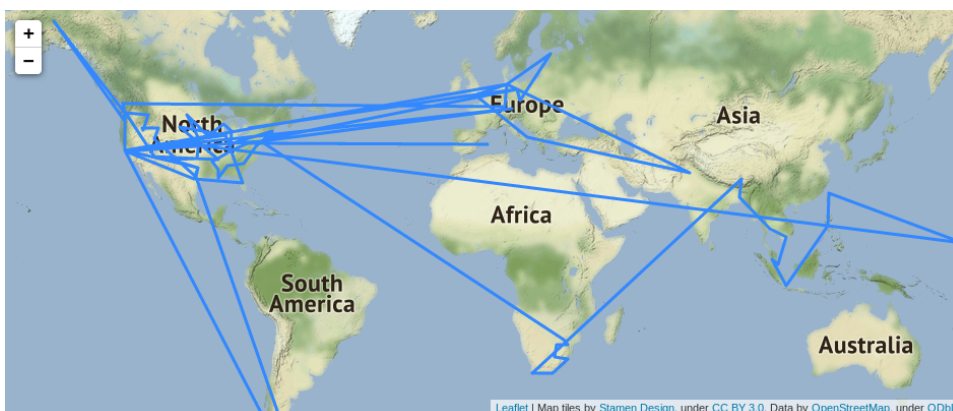 +
−
North
America
Europe
Asia
Africa
South
America
Australia
Leaflet | Map tiles by Stamen Design, under CC BY 3.0. Data by OpenStreetMap, under ODbL